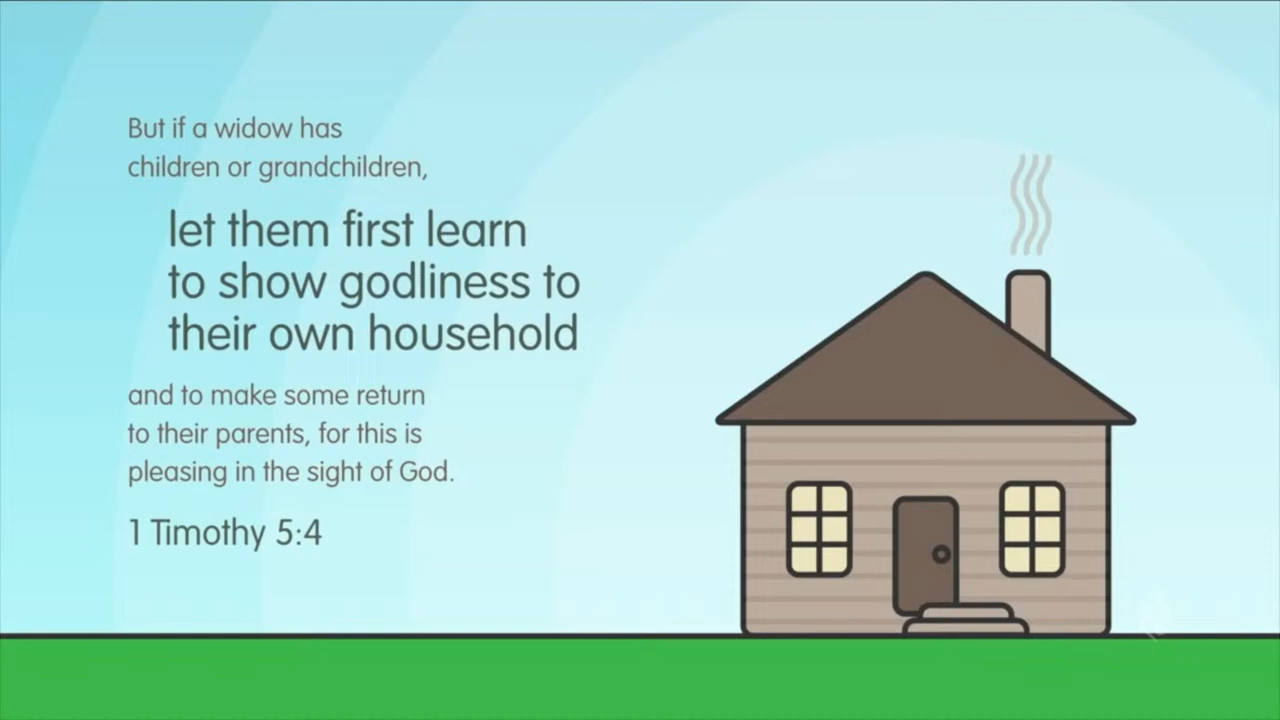 But if a widow has
children or grandchildren,
let them first learn
to show godliness to
their own household
and to make some return
to their parents, for this is
pleasing in the sight of God.
1 Timothy 5:4